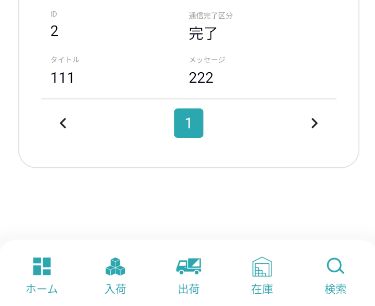 ID
通信完了区分
2
完了
タイトル
メッセージ
111
222
1
ホーム
入荷
出荷
在庫
検索